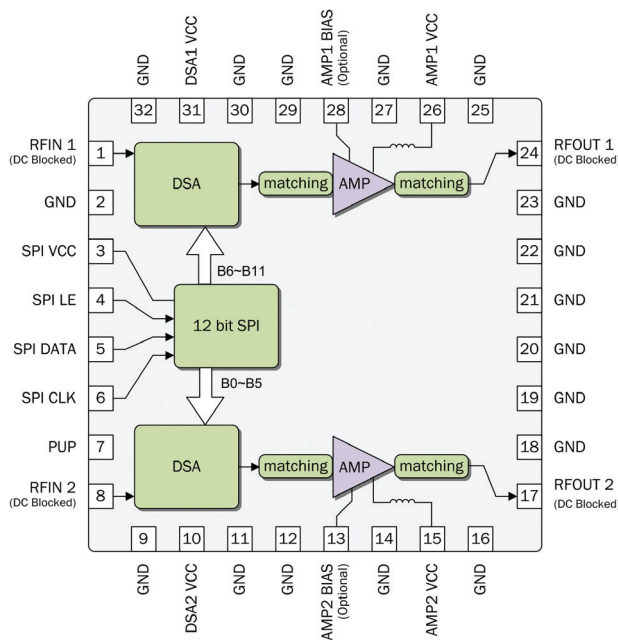 GND
DSA1 VCC
GND
GND
AMP1 BIAS
(Optional)
GND
AMP1 VCC
GND
32
31
30
29
28
27
26
25
RFIN 1
(DC Blocked)
1
DSA
matching
AMP
matching
24
RFOUT 1
(DC Blocked)
GND
2
23
GND
SPI VCC
3
B6~B11
22
GND
SPI LE
4
12 bit SPI
21
GND
SPI DATA
5
20
GND
SPI CLK
6
B0~B5
19
GND
PUP
7
18
GND
RFIN 2
(DC Blocked)
8
DSA
matching
AMP
matching
17
RFOUT 2
(DC Blocked)
9
10
11
12
13
14
15
16
GND
DSA2 VCC
GND
GND
AMP2 BIAS
(Optional)
GND
AMP2 VCC
GND